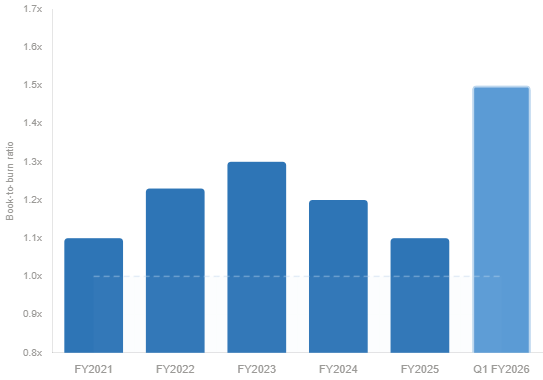 1.7x
1.6x
1.5x
1.4x
1.3x
1.2x
1.1x
1.0x
0.9x
0.8x
Book-to-burn ratio
FY2021 FY2022 FY2023 FY2024 FY2025 Q1 FY2026